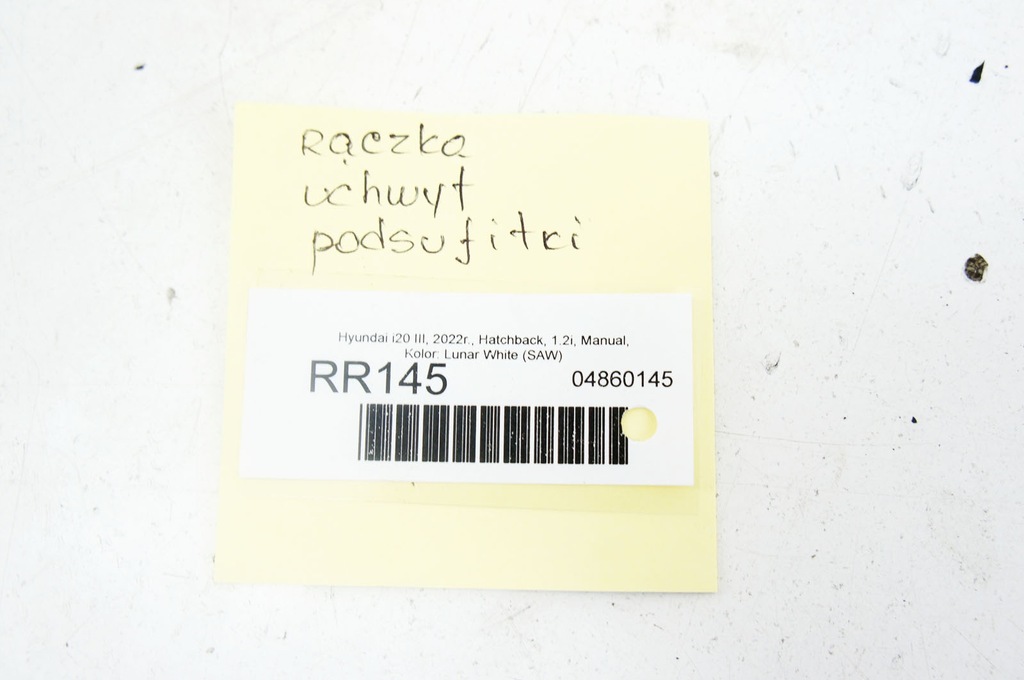 Rączka
uchwyt
podsufitki
Hyundai i20 III, 2022r., Hatchback, 1.2i, Manual,
Kolor: Lunar White (SAW)
RR145 04860145